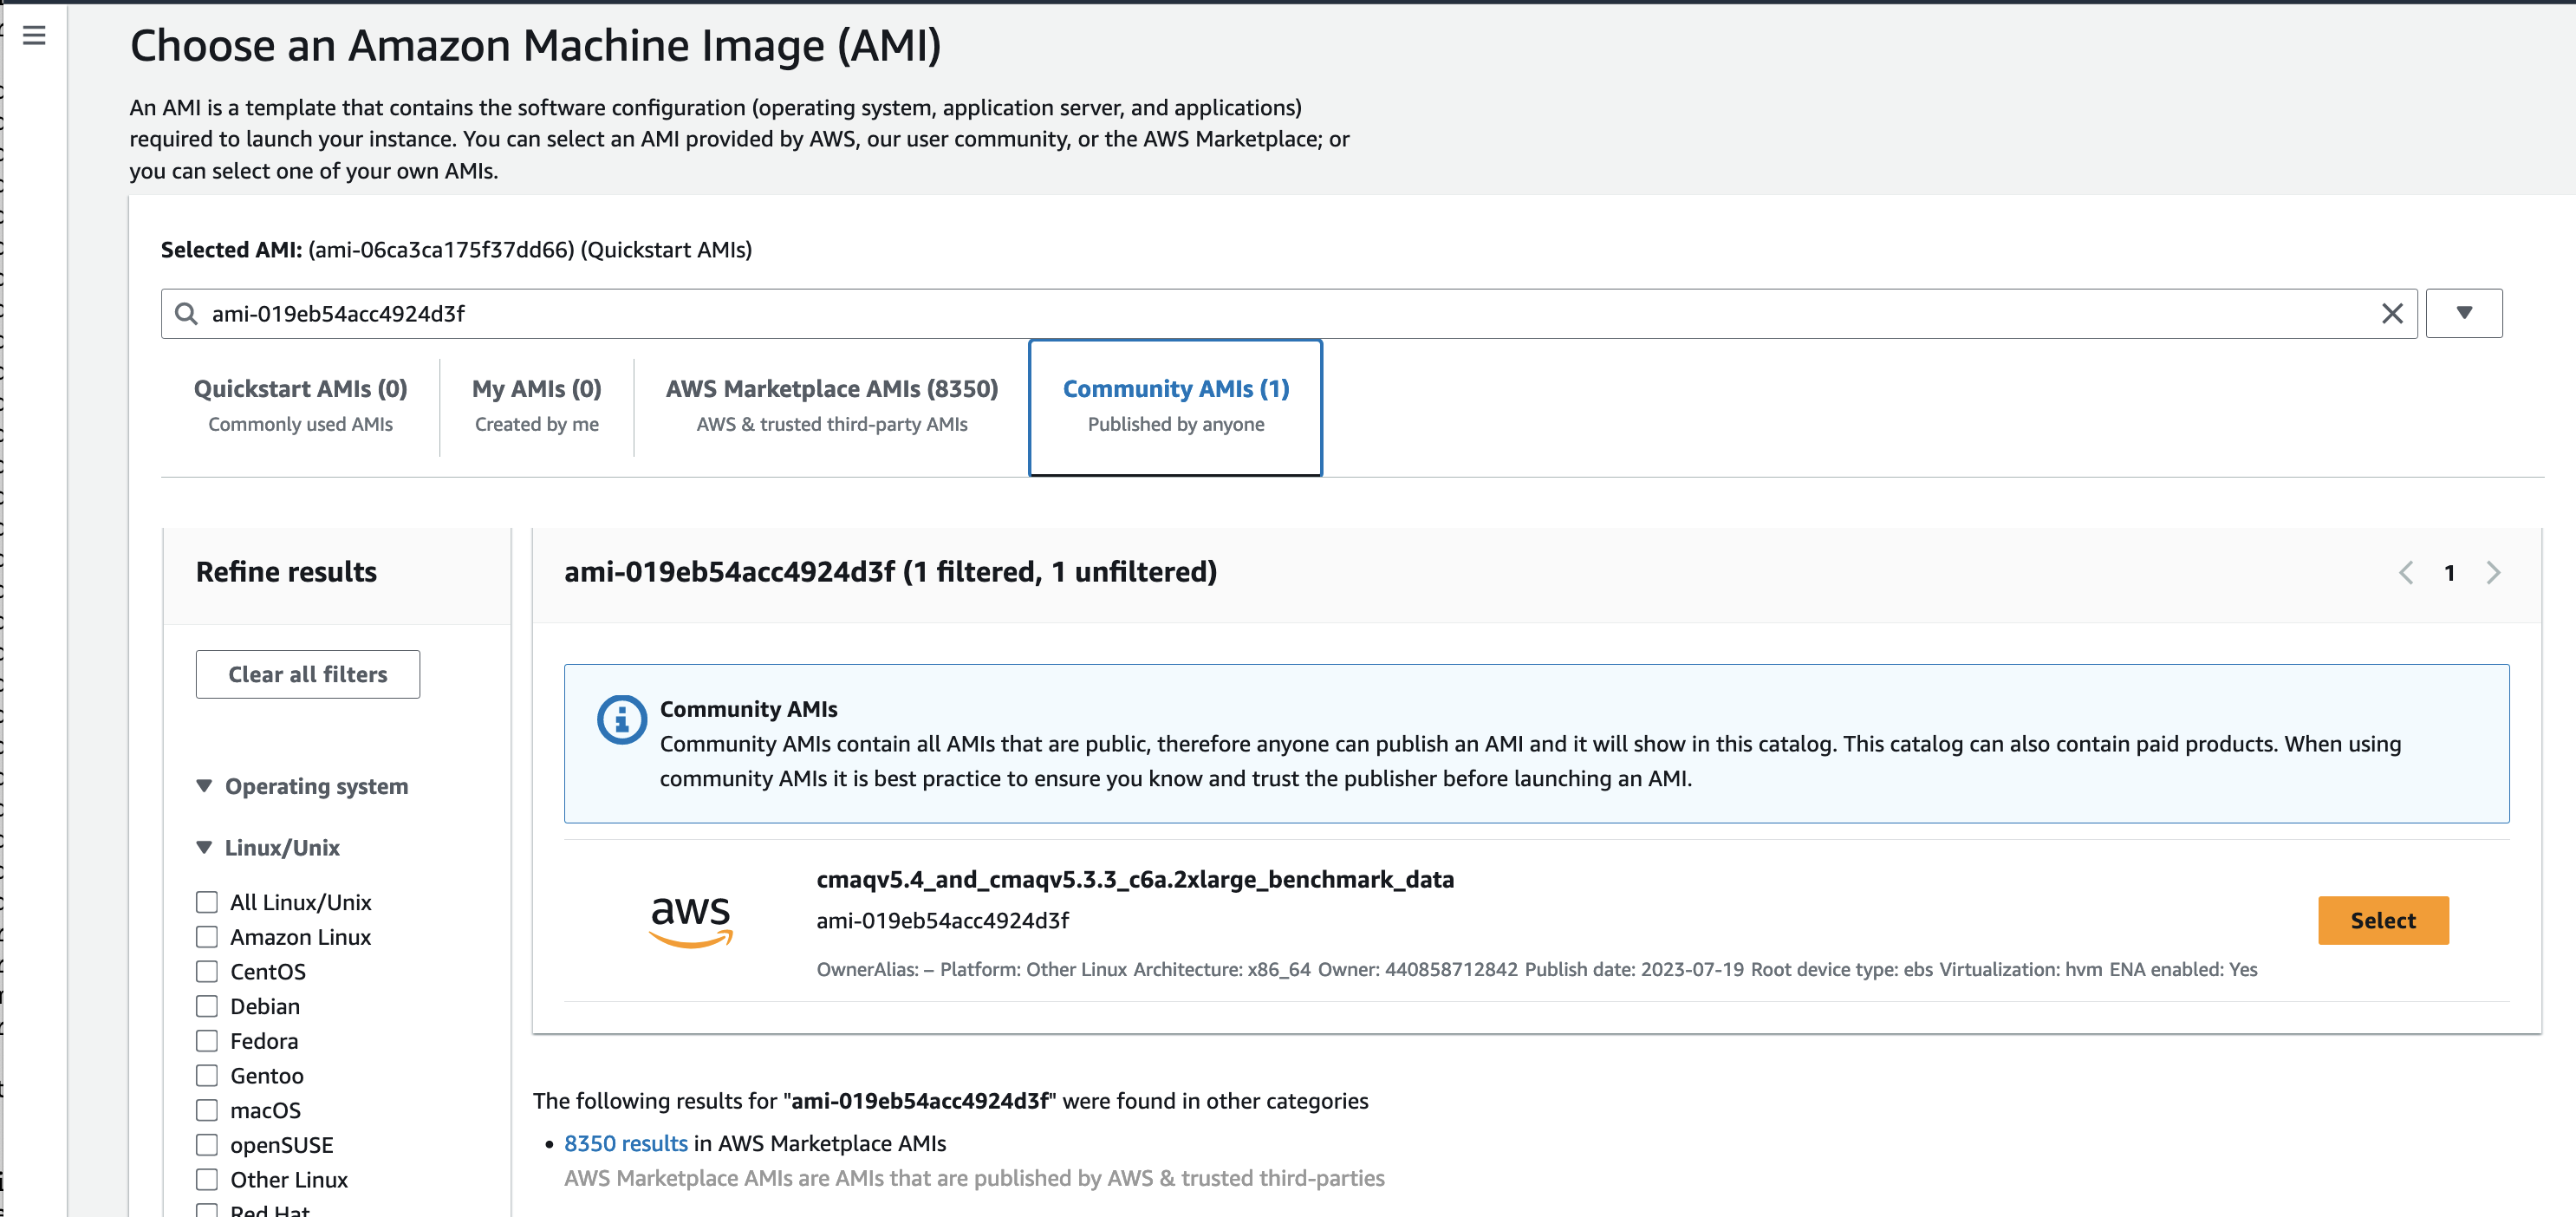 Choose an Amazon Machine Image (AMI)
An AMI is a template that contains the software configuration (operating system, application server, and applications)
required to launch your instance. You can select an AMI provided by AWS, our user community, or the AWS Marketplace; or
you can select one of your own AMIs.
Selected AMI: (ami-06ca3ca175f37dd66) (Quickstart AMIs)
ami-019eb54acc4924d3f
Quickstart AMIs (0)
Commonly used AMIs
My AMIs (0)
Created by me
AWS Marketplace AMIs (8350)
AWS & trusted third-party AMIs
Community AMIs (1)
Published by anyone
Refine results
Clear all filters
Operating system
Linux/Unix
All Linux/Unix
Amazon Linux
CentOS
Debian
Fedora
Gentoo
macOS
openSUSE
Other Linux
Red Hat
ami-019eb54acc4924d3f (1 filtered, 1 unfiltered)
1
Community AMIs
Community AMIs contain all AMIs that are public, therefore anyone can publish an AMI and it will show in this catalog. This catalog can also contain paid products. When using
community AMIs it is best practice to ensure you know and trust the publisher before launching an AMI.
aws
cmaqv5.4_and_cmaqv5.3.3_c6a.2xlarge_benchmark_data
ami-019eb54acc4924d3f
Select
OwnerAlias: – Platform: Other Linux Architecture: x86_64 Owner: 440858712842 Publish date: 2023-07-19 Root device type: ebs Virtualization: hvm ENA enabled: Yes
The following results for "ami-019eb54acc4924d3f" were found in other categories
• 8350 results in AWS Marketplace AMIs
AWS Marketplace AMIs are AMIs that are published by AWS & trusted third-parties